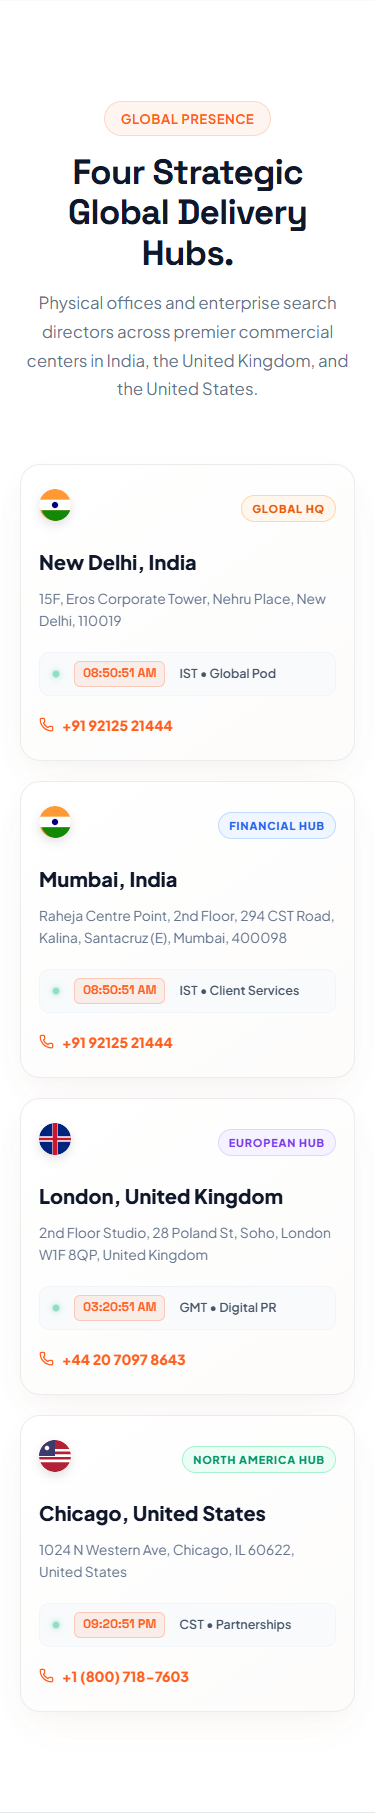 GLOBAL PRESENCE
Four Strategic
Global Delivery
Hubs.
Physical offices and enterprise search
directors across premier commercial
centers in India, the United Kingdom, and
the United States.
GLOBAL HQ
New Delhi, India
15F, Eros Corporate Tower, Nehru Place, New
Delhi, 110019
08:50:51 AM IST • Global Pod
+91 92125 21444
FINANCIAL HUB
Mumbai, India
Raheja Centre Point, 2nd Floor, 294 CST Road,
Kalina, Santacruz (E), Mumbai, 400098
08:50:51 AM IST • Client Services
+91 92125 21444
EUROPEAN HUB
London, United Kingdom
2nd Floor Studio, 28 Poland St, Soho, London
W1F 8QP, United Kingdom
03:20:51 AM GMT • Digital PR
+44 20 7097 8643
NORTH AMERICA HUB
Chicago, United States
1024 N Western Ave, Chicago, IL 60622,
United States
09:20:51 PM CST • Partnerships
+1 (800) 718-7603